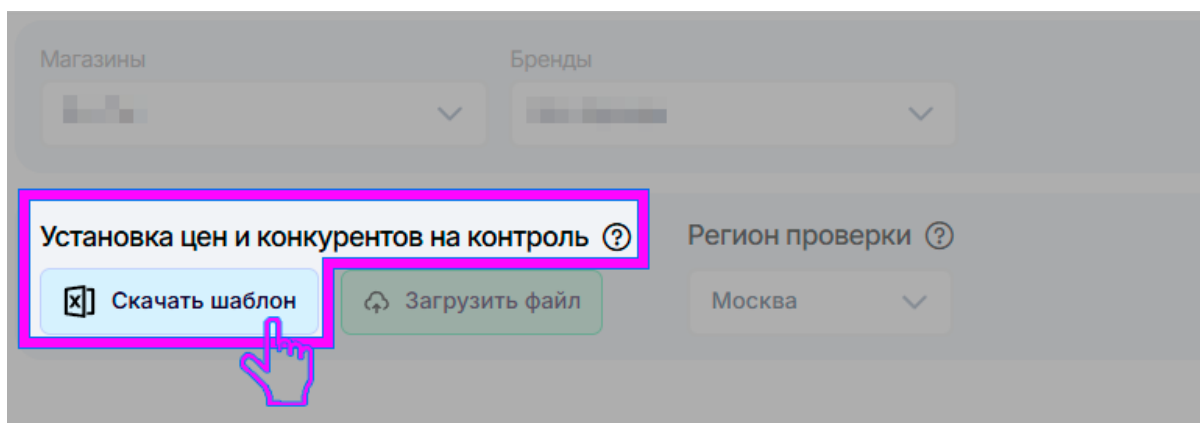 Магазины Бренды
Установка цен и конкурентов на контроль Регион проверки
Скачать шаблон Загрузить файл Москва